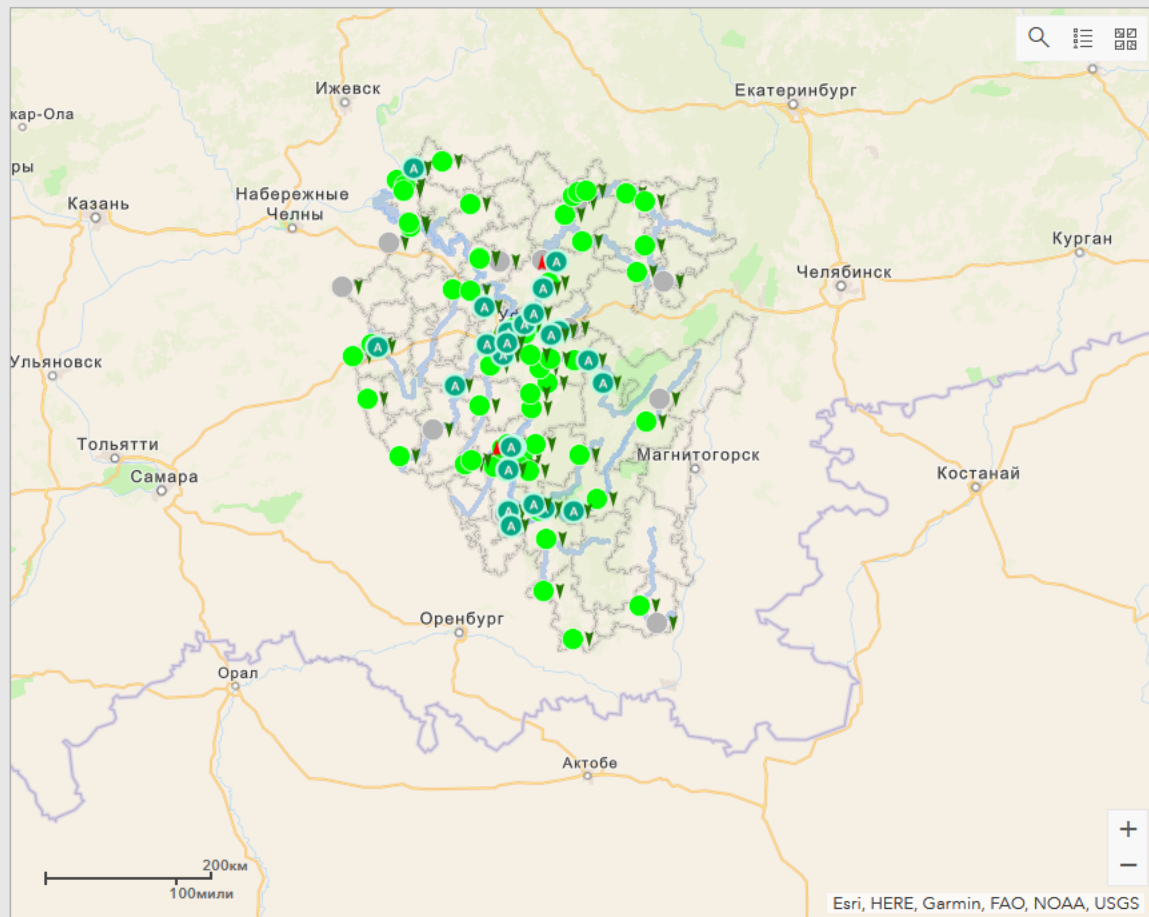 Ижевск
Екатеринбург
кар-Ола
ры
Набережные
Челны
Казань
Курган
Челябинск
Ульяновск
Тольятти
Магнитогорск
Самара
Костанай
Оренбург
Орал
Актобе
200км
100мили
Esri, HERE, Garmin, FAO, NOAA, USGS